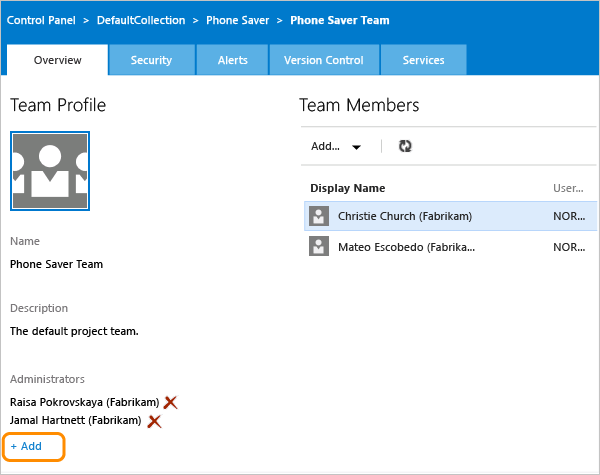 Control Panel > DefaultCollection > Phone Saver > Phone Saver Team
Overview Security Alerts Version Control Services
Team Profile
Name
Phone Saver Team
Description
The default project team.
Administrators
Raisa Pokrovskaya (Fabrikam)
Jamal Hartnett (Fabrikam)
+ Add
Team Members
Add...
Display Name User...
Christie Church (Fabrikam) NOR...
Mateo Escobedo (Fabrika... NOR...